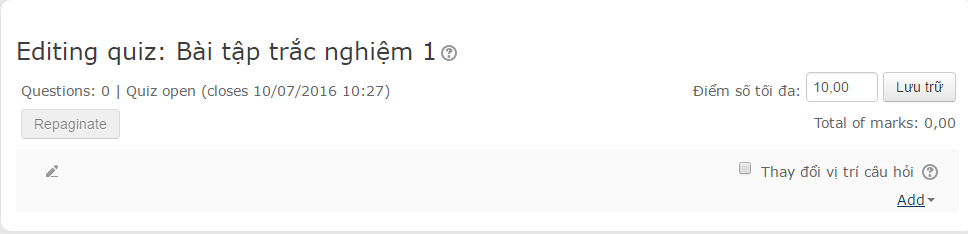 Editing quiz: Bài tập trắc nghiệm 1
Questions: 0 | Quiz open (closes 10/07/2016 10:27)
Điểm số tối đa: 10,00 Lưu trữ
Repaginate
Total of marks: 0,00
Thay đổi vị trí câu hỏi
Add